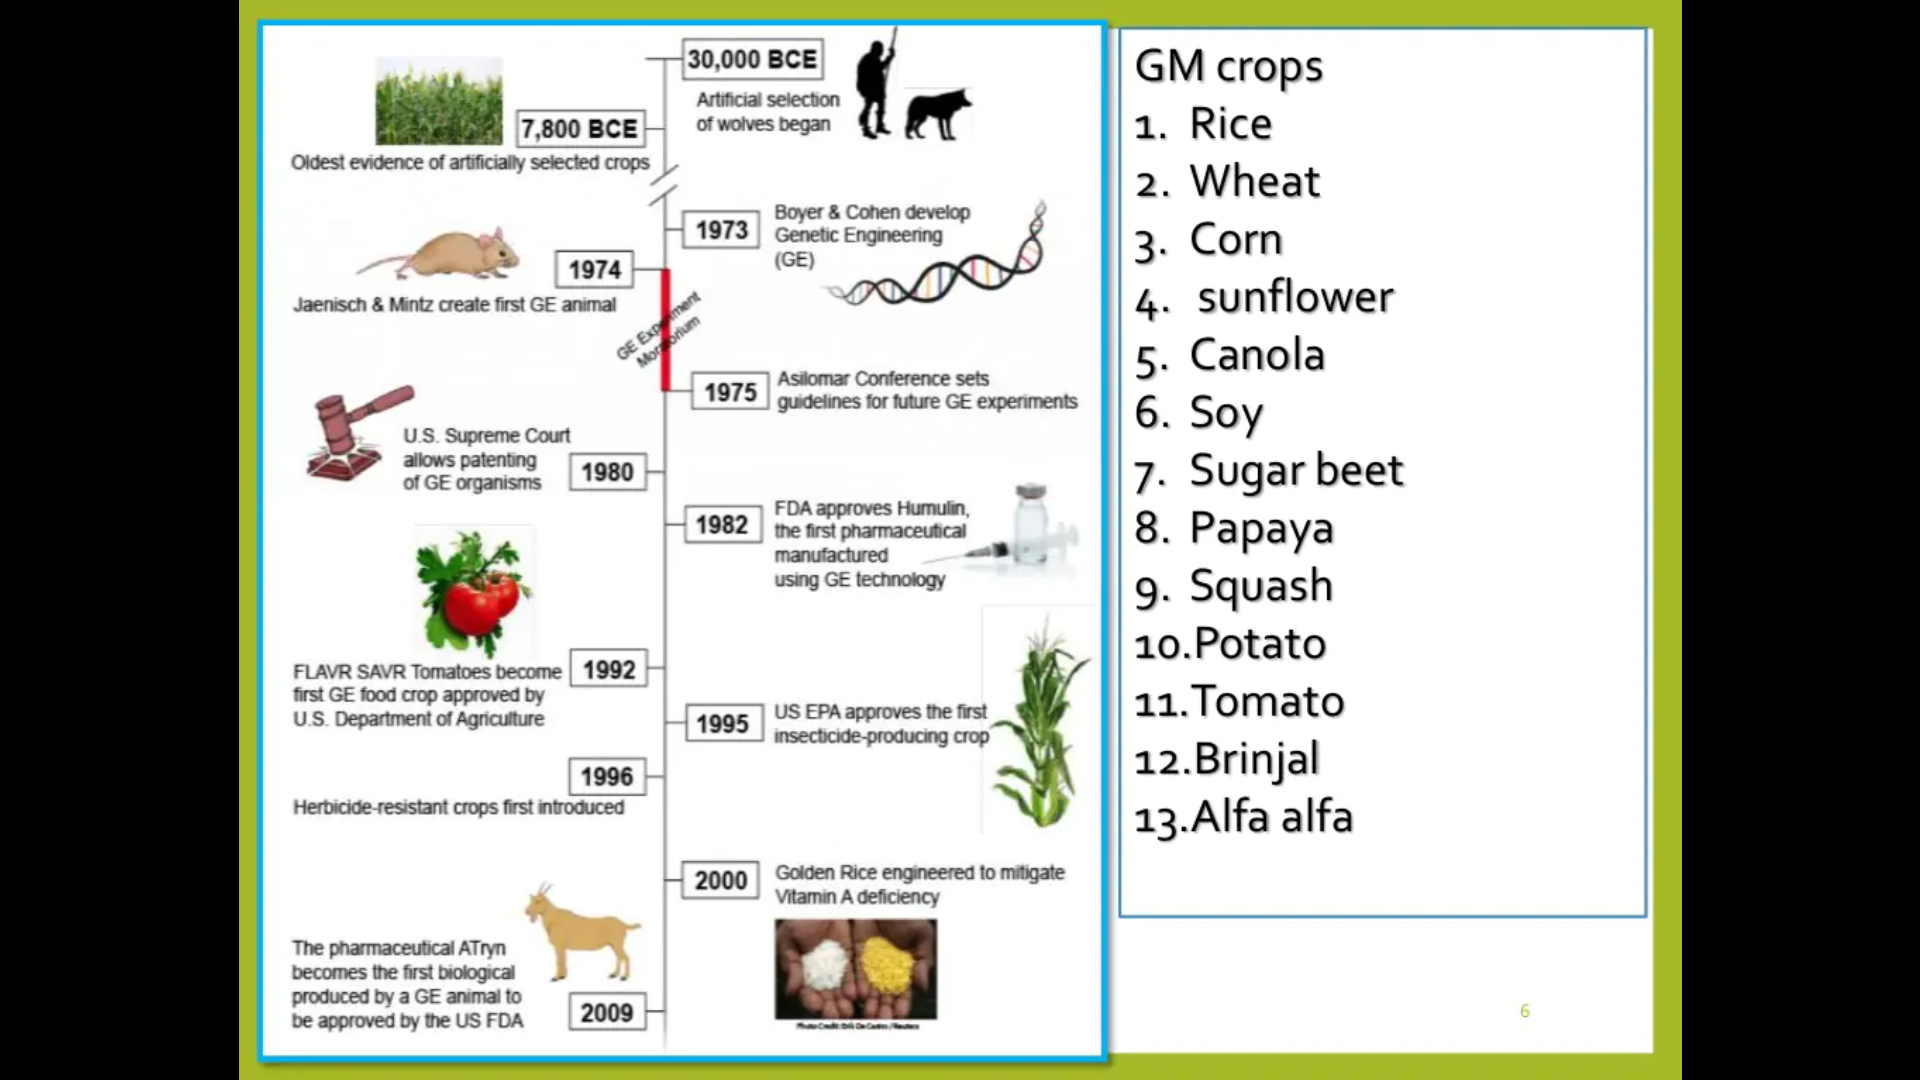 30,000 BCE
Artificial selection
of wolves began
7,800 BCE
Oldest evidence of artificially selected crops
1973
Boyer & Cohen develop
Genetic Engineering
(GE)
1974
Jaenisch & Mintz create first GE animal
GE Experiment
Moratorium
1975
Asilomar Conference sets
guidelines for future GE experiments
U.S. Supreme Court
allows patenting
of GE organisms
1980
1982
FDA approves Humulin,
the first pharmaceutical
manufactured
using GE technology
FLAVR SAVR Tomatoes become
first GE food crop approved by
U.S. Department of Agriculture
1992
1995
US EPA approves the first
insecticide-producing crop
1996
Herbicide-resistant crops first introduced
2000
Golden Rice engineered to mitigate
Vitamin A deficiency
Photo Credit: Erik De Castro / Reuters
The pharmaceutical ATryn
becomes the first biological
produced by a GE animal to
be approved by the US FDA
2009
GM crops
1. Rice
2. Wheat
3. Corn
4. sunflower
5. Canola
6. Soy
7. Sugar beet
8. Papaya
9. Squash
10.Potato
11.Tomato
12.Brinjal
13.Alfa alfa
6